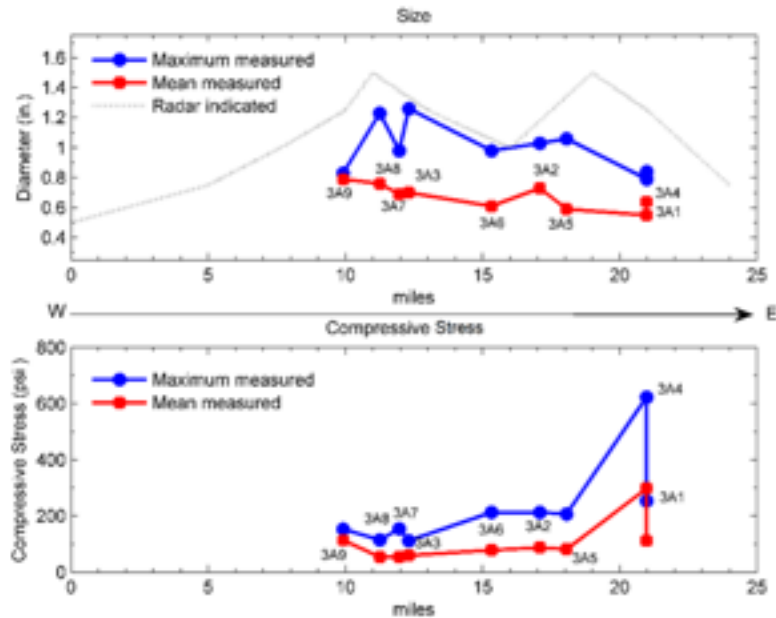 Size
Diameter (in.)
1.6
1.4
1.2
1
0.8
0.6
0.4
Maximum measured
Mean measured
Radar indicated
3A9
3A8
3A7
3A3
3A6
3A2
3A5
3A4
3A1
0 5 10 15 20 25
miles
W E
Compressive Stress
Compressive Stress (psi)
800
600
400
200
0
Maximum measured
Mean measured
3A9
3A8
3A7
3A3
3A6
3A2
3A5
3A4
3A1
0 5 10 15 20 25
miles